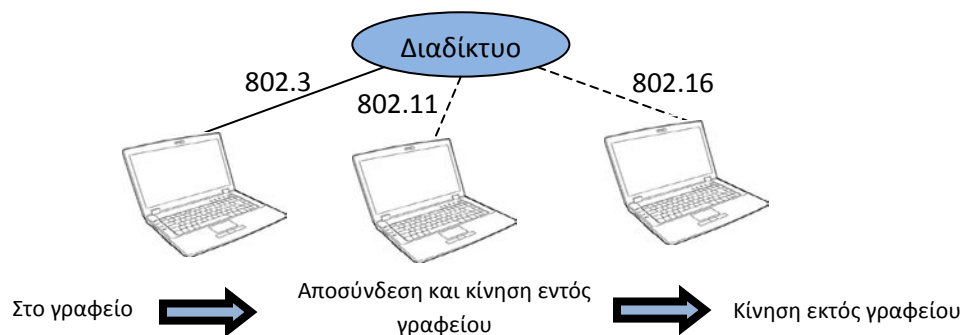 Διαδίκτυο
802.3
802.11
802.16
Στο γραφείο
Αποσύνδεση και κίνηση εντός
γραφείου
Κίνηση εκτός γραφείου